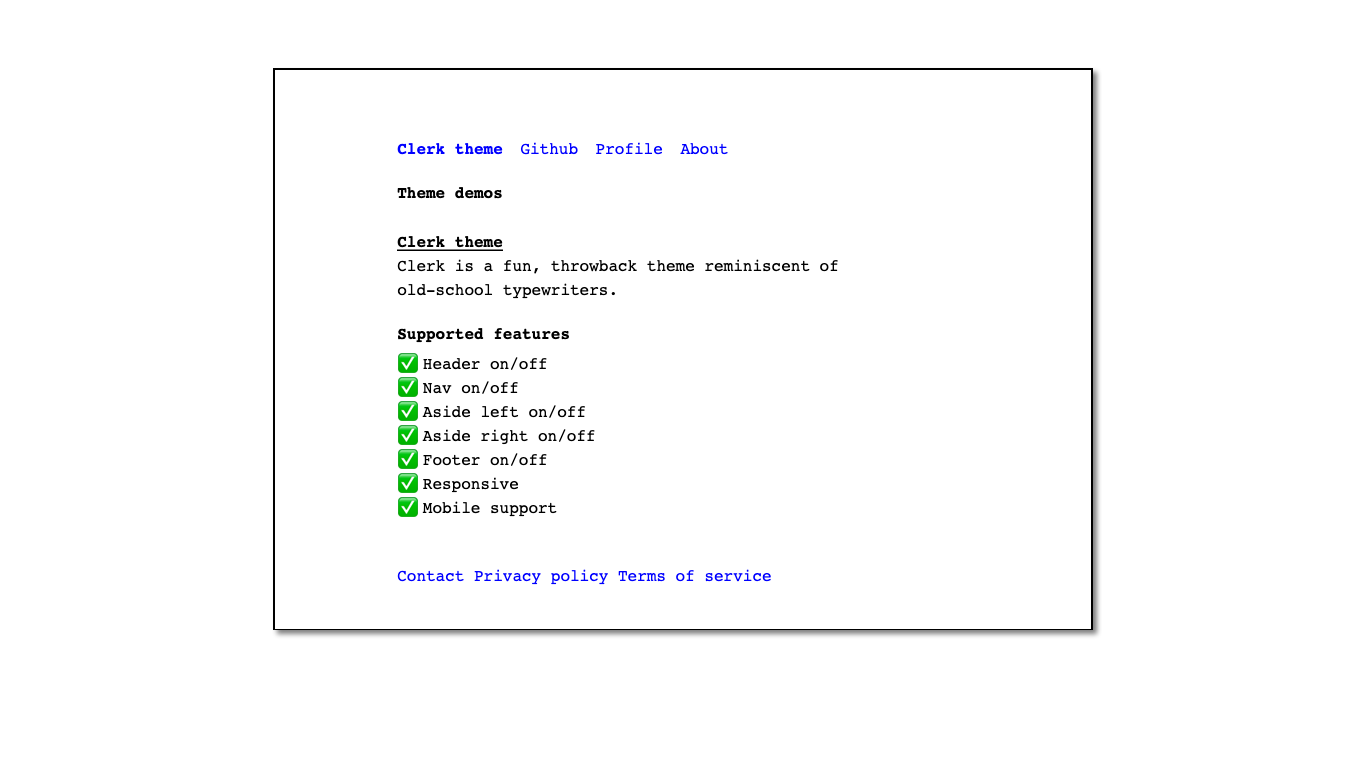 Clerk theme Github Profile About
Theme demos
Clerk theme
Clerk is a fun, throwback theme reminiscent of
old-school typewriters.
Supported features
✅ Header on/off
✅ Nav on/off
✅ Aside left on/off
✅ Aside right on/off
✅ Footer on/off
✅ Responsive
✅ Mobile support
Contact Privacy policy Terms of service